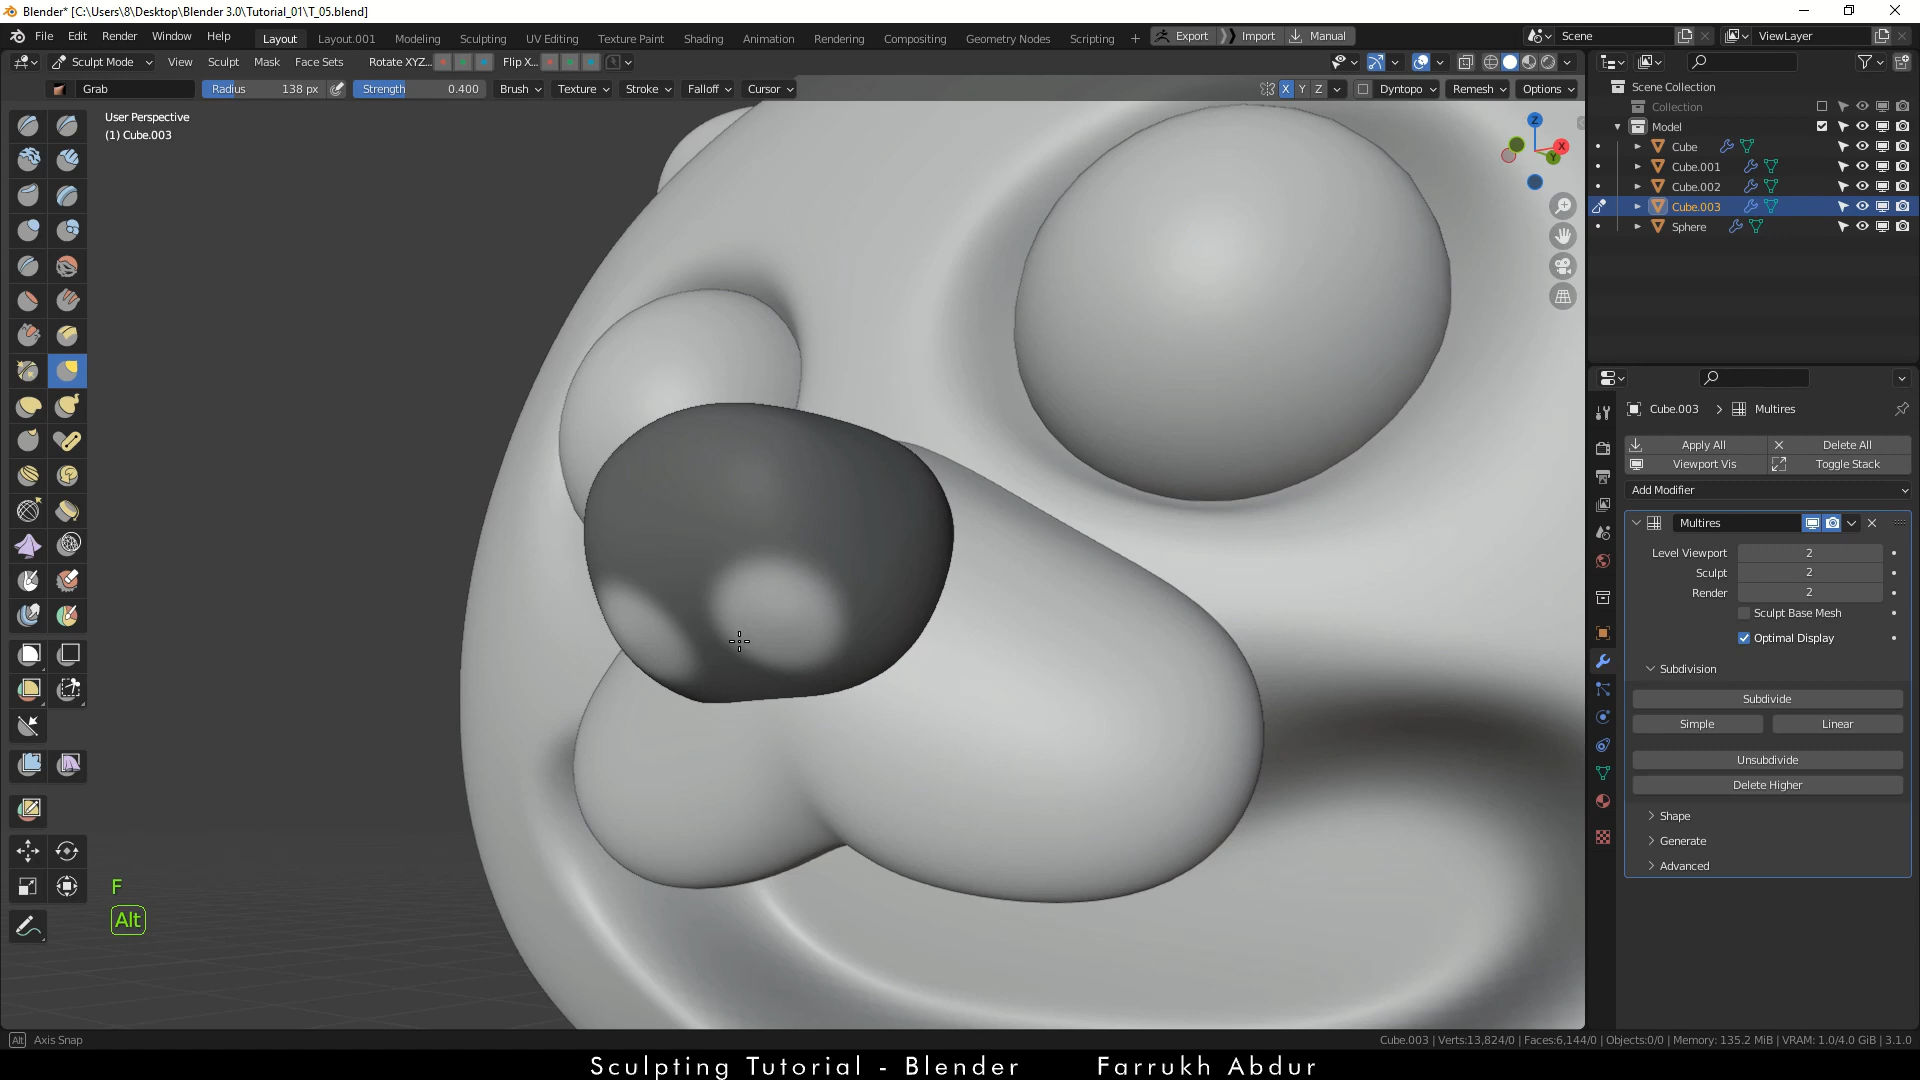 Blender* [C:\Users\8\Desktop\Blender 3.0\Tutorial_01\T_05.blend]
File Edit Render Window Help Layout Layout.001 Modeling Sculpting UV Editing Texture Paint Shading Animation Rendering Compositing Geometry Nodes Scripting + Export Import Manual Scene ViewLayer
Sculpt Mode View Sculpt Mask Face Sets Rotate XYZ... Flip X...
Grab Radius 138 px Strength 0.400 Brush Texture Stroke Falloff Cursor X Y Z Dyntopo Remesh Options
User Perspective
(1) Cube.003
Z
X
Y
Scene Collection
Collection
Model
Cube
Cube.001
Cube.002
Cube.003
Sphere
Cube.003 > Multires
Apply All Delete All
Viewport Vis Toggle Stack
Add Modifier
Multires
Level Viewport 2
Sculpt 2
Render 2
Sculpt Base Mesh
Optimal Display
Subdivision
Subdivide
Simple Linear
Unsubdivide
Delete Higher
Shape
Generate
Advanced
F
Alt
Alt Axis Snap
Cube.003 | Verts:13,824/0 | Faces:6,144/0 | Objects:0/0 | Memory: 135.2 MiB | VRAM: 1.0/4.0 GiB | 3.1.0
Sculpting Tutorial - Blender Farrukh Abdur